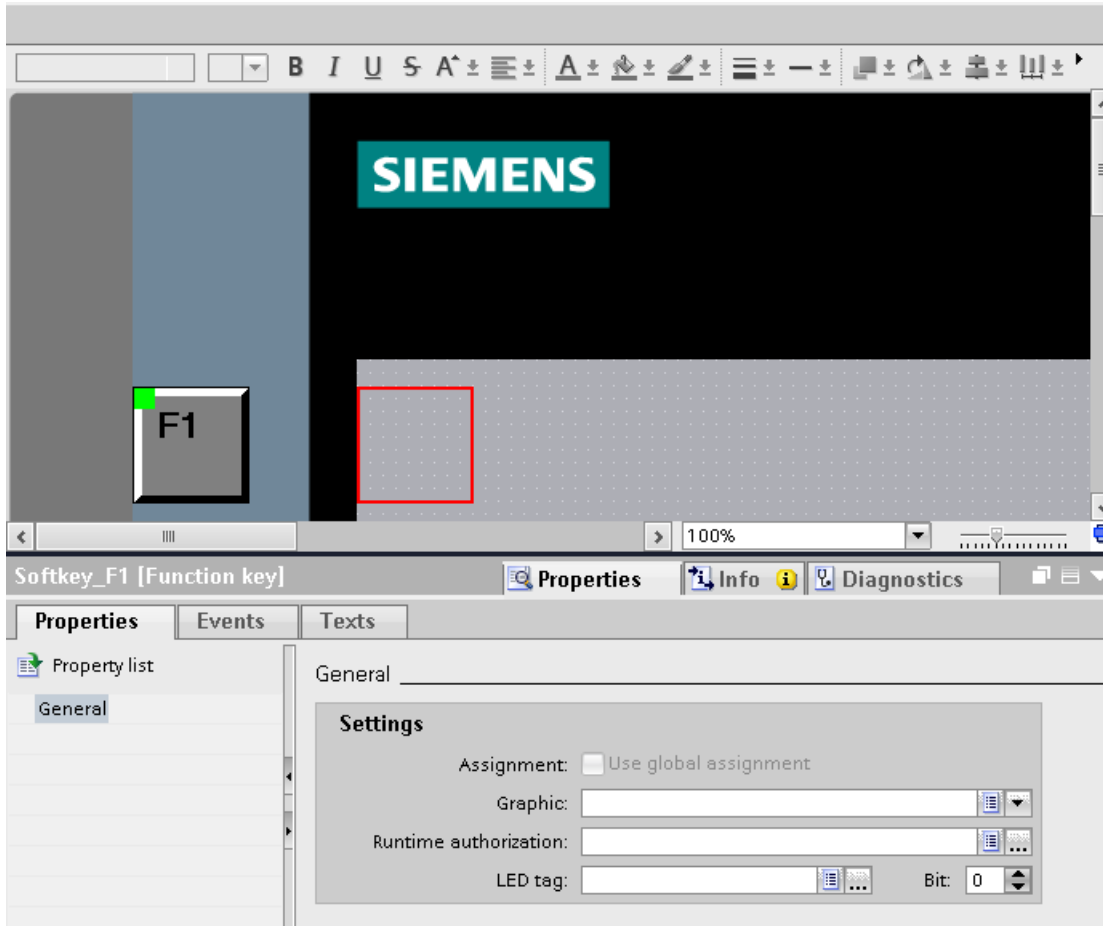 B I U S A
SIEMENS
F1
100%
Softkey_F1 [Function key]
Properties
Info
Diagnostics
Properties
Events
Texts
Property list
General
General
Settings
Assignment: Use global assignment
Graphic:
Runtime authorization:
LED tag:
Bit: 0